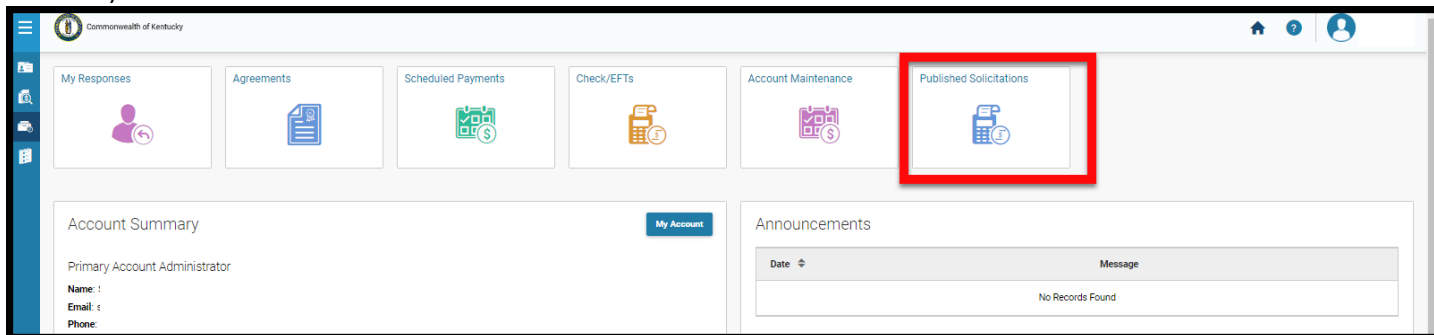 Commonwealth of Kentucky
My Responses
Agreements
Scheduled Payments
Check/EFTs
Account Maintenance
Published Solicitations
Account Summary
My Account
Primary Account Administrator
Name:
Email:
Phone:
Announcements
Date
Message
No Records Found